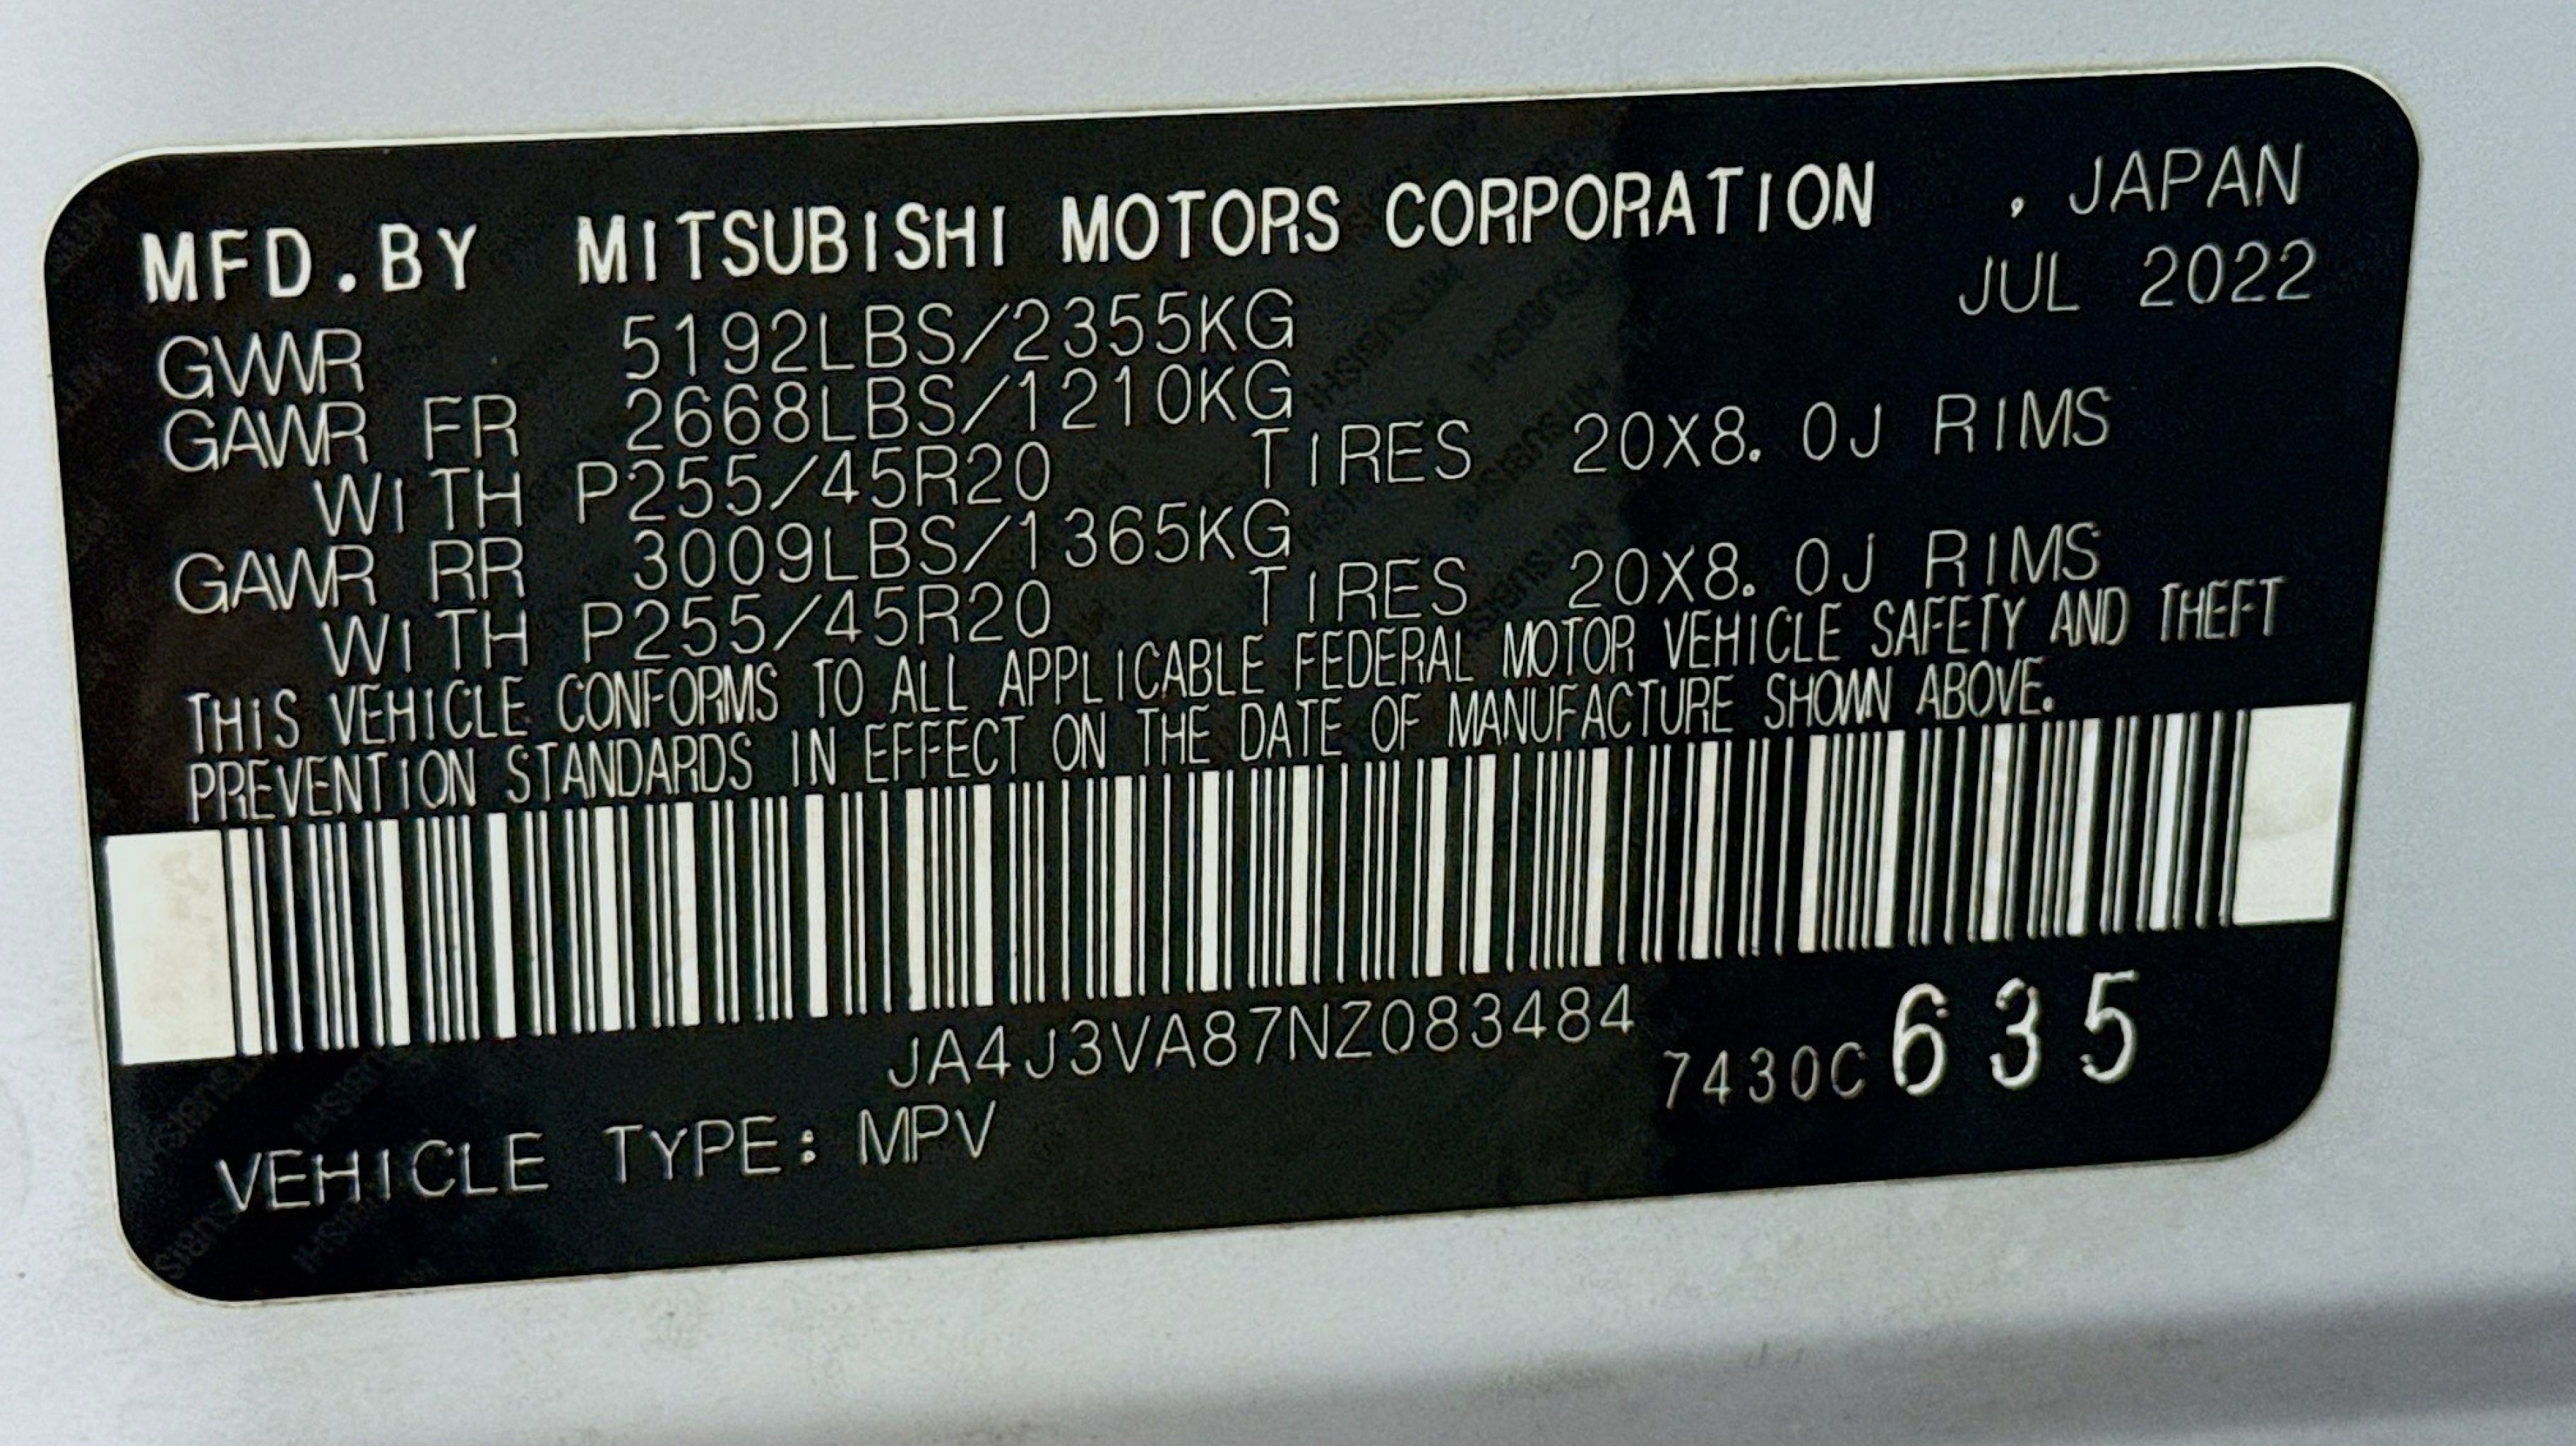 MFD.BY MITSUBISHI MOTORS CORPORATION , JAPAN
JUL 2022
GVWR 5192LBS/2355KG
GAWR FR 2668LBS/1210KG
WITH P255/45R20 TIRES 20X8.0J RIMS
GAWR RR 3009LBS/1365KG
WITH P255/45R20 TIRES 20X8.0J RIMS
THIS VEHICLE CONFORMS TO ALL APPLICABLE FEDERAL MOTOR VEHICLE SAFETY AND THEFT
PREVENTION STANDARDS IN EFFECT ON THE DATE OF MANUFACTURE SHOWN ABOVE.
JA4J3VA87NZ083484
7430C635
VEHICLE TYPE: MPV